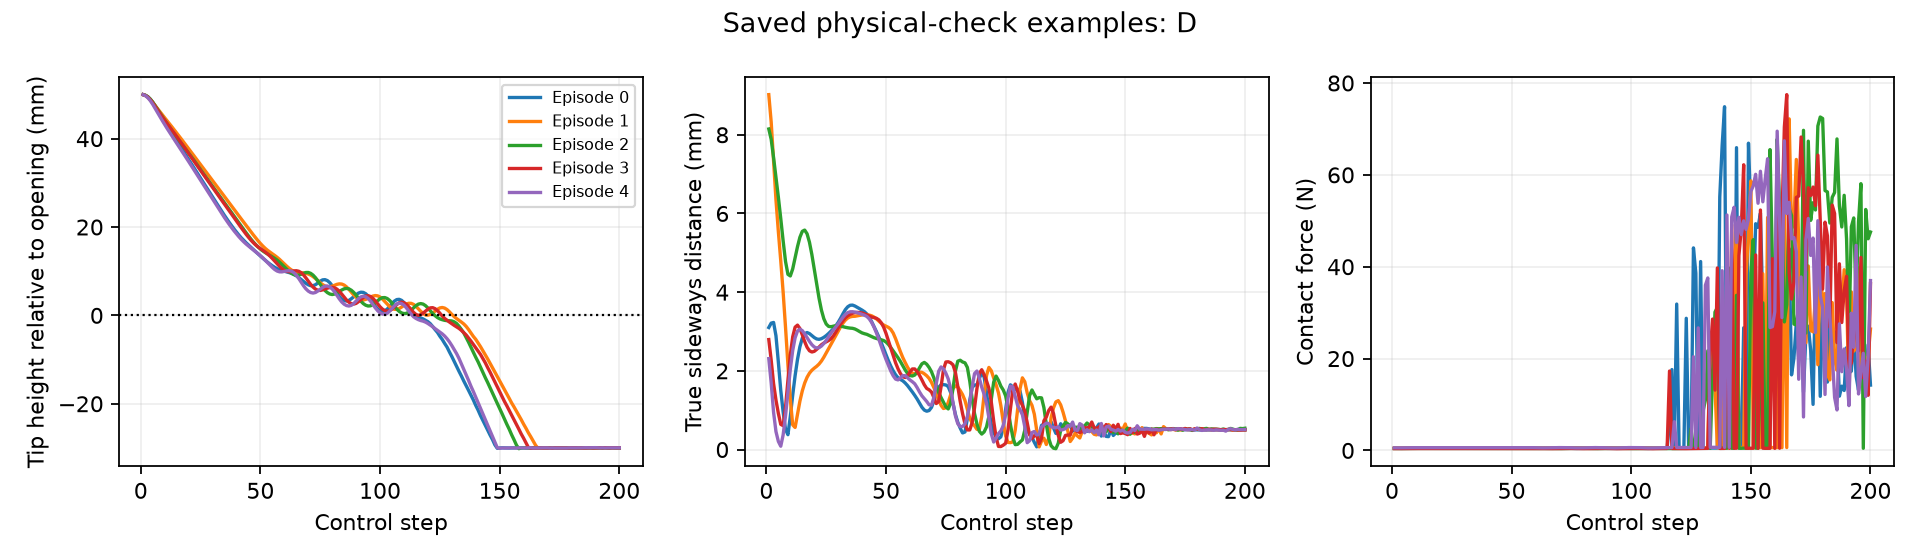 Saved physical-check examples: D
Tip height relative to opening (mm)
40
20
0
−20
Episode 0
Episode 1
Episode 2
Episode 3
Episode 4
0 50 100 150 200
Control step
True sideways distance (mm)
8
6
4
2
0
0 50 100 150 200
Control step
Contact force (N)
80
60
40
20
0
0 50 100 150 200
Control step